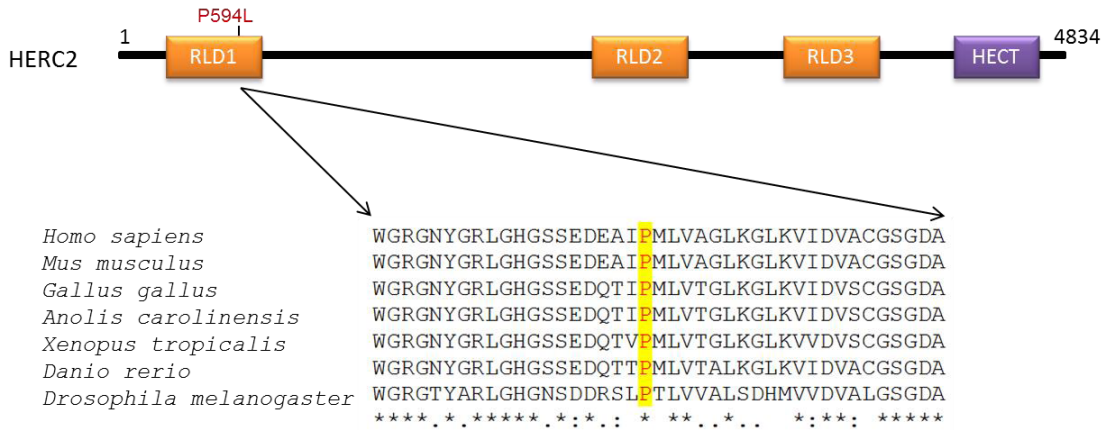 P594L
1 4834
HERC2 RLD1 RLD2 RLD3 HECT
Homo sapiens WGRGNYGRLGHGSSEDEAIPMLVAGLKGLKVIDVACGSGDA
Mus musculus WGRGNYGRLGHGSSEDEAIPMLVAGLKGLKVIDVACGSGDA
Gallus gallus WGRGNYGRLGHGSSEDQTIPMLVTGLKGLKVIDVSCGSGDA
Anolis carolinensis WGRGNYGRLGHGSSEDQTIPMLVTGLKGLKVIDVSCGSGDA
Xenopus tropicalis WGRGNYGRLGHGSSEDQTVPMLVTGLKGLKVVDVSCGSGDA
Danio rerio WGRGNYGRLGHGSSEDQTTPMLVTALKGLKVIDVACGSGDA
Drosophila melanogaster WGRGTYARLGHGNSDDRSLPTLVVALSDHMVVDVALGSGDA
****.*.*****.*:*.: * **..*.. *:**: *****